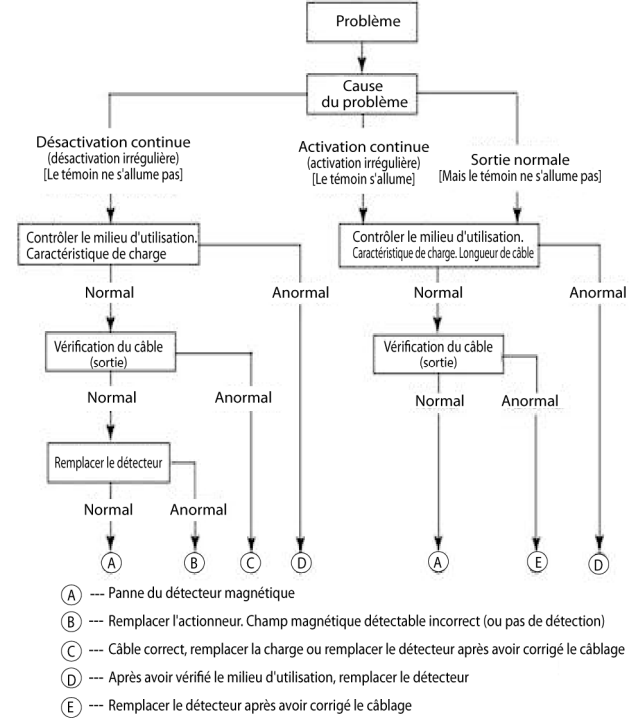 Problème
Cause
du problème
Désactivation continue
(désactivation irrégulière)
[Le témoin ne s'allume pas]
Activation continue
(activation irrégulière)
[Le témoin s'allume]
Sortie normale
[Mais le témoin ne s'allume pas]
Contrôler le milieu d'utilisation.
Caractéristique de charge
Contrôler le milieu d'utilisation.
Caractéristique de charge. Longueur de câble
Normal
Anormal
Normal
Anormal
Vérification du câble
(sortie)
Vérification du câble
(sortie)
Normal
Anormal
Normal
Anormal
Remplacer le détecteur
Normal
Anormal
A
B
C
D
A
E
D
A --- Panne du détecteur magnétique
B --- Remplacer l'actionneur. Champ magnétique détectable incorrect (ou pas de détection)
C --- Câble correct, remplacer la charge ou remplacer le détecteur après avoir corrigé le câblage
D --- Après avoir vérifié le milieu d'utilisation, remplacer le détecteur
E --- Remplacer le détecteur après avoir corrigé le câblage